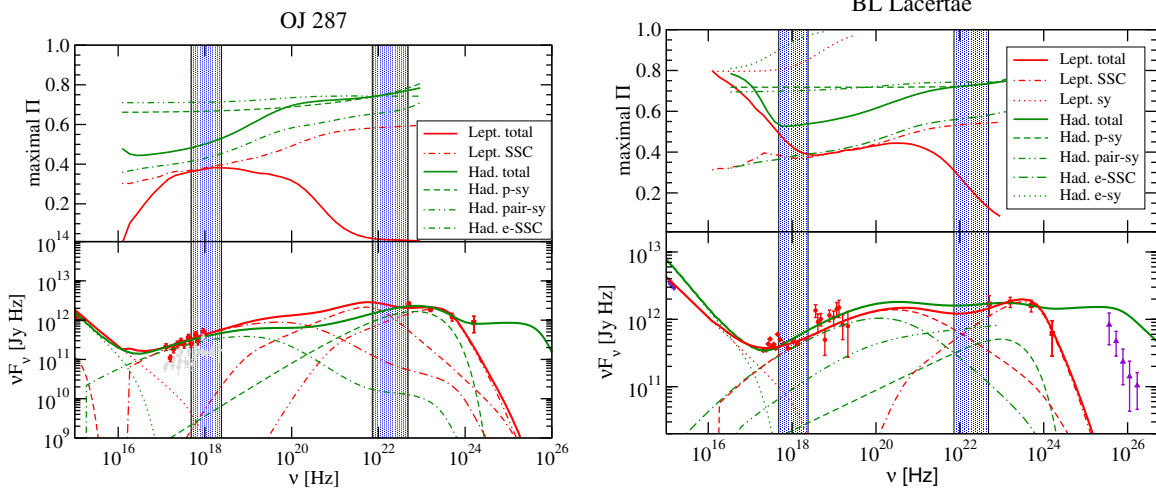 OJ 287
maximal Π
1.0
0.8
0.6
0.4
0.2
Lept. total
Lept. SSC
Had. total
Had. p-sy
Had. pair-sy
Had. e-SSC
νFν [Jy Hz]
10^14
10^13
10^12
10^11
10^10
10^9
10^16 10^18 10^20 10^22 10^24 10^26
ν [Hz]
BL Lacertae
maximal Π
1.0
0.8
0.6
0.4
0.2
Lept. total
Lept. SSC
Lept. sy
Had. total
Had. p-sy
Had. pair-sy
Had. e-SSC
Had. e-sy
νFν [Jy Hz]
10^13
10^12
10^11
10^16 10^18 10^20 10^22 10^24 10^26
ν [Hz]